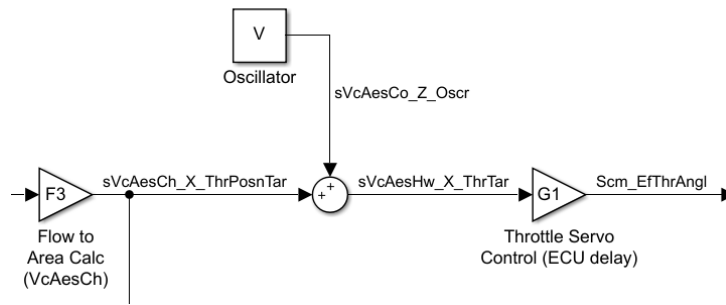 V
Oscillator
sVcAesCo_Z_Oscr
sVcAesCh_X_ThrPosnTar
sVcAesHw_X_ThrTar
Scm_EfThrAngl
F3
+
+
G1
Flow to
Area Calc
(VcAesCh)
Throttle Servo
Control (ECU delay)